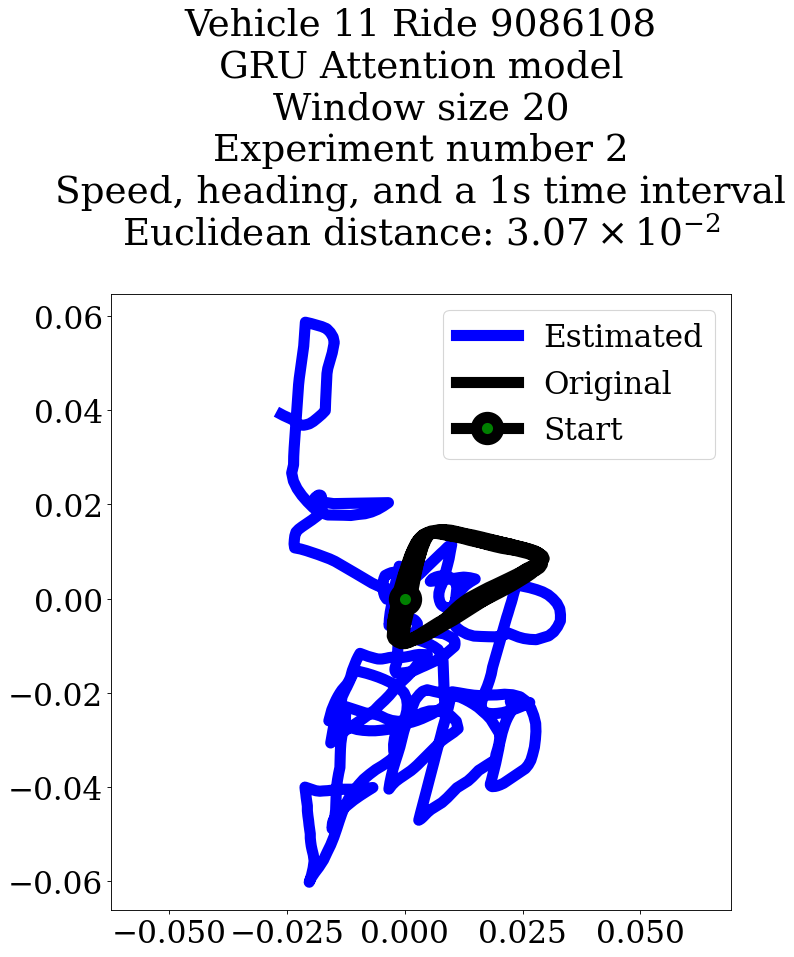 Vehicle 11 Ride 9086108
GRU Attention model
Window size 20
Experiment number 2
Speed, heading, and a 1s time interval
Euclidean distance: 3.07 × 10⁻²
Estimated
Original
Start
0.06
0.04
0.02
0.00
−0.02
−0.04
−0.06
−0.050 −0.025 0.000 0.025 0.050